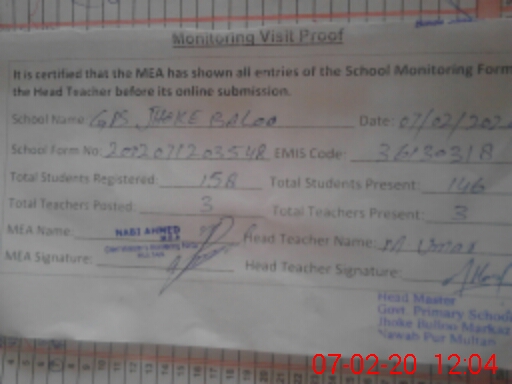 Monitoring Visit Proof
It is certified that the MEA has shown all entries of the School Monitoring Form
the Head Teacher before its online submission.
School Name GPS JHOKE BALOO Date: 07/02/202
School Form No: EMIS Code: 36130318
Total Students Registered: 158 Total Students Present: 146
Total Teachers Posted: 3 Total Teachers Present: 3
MEA Name: NABI AHMED Head Teacher Name: M Umar
M.E.A
MULTAN
MEA Signature: Head Teacher Signature:
Head Master
Govt. Primary School
Jhoke Bulloo Markaz
Nawab Pur Multan
07-02-20 12:04